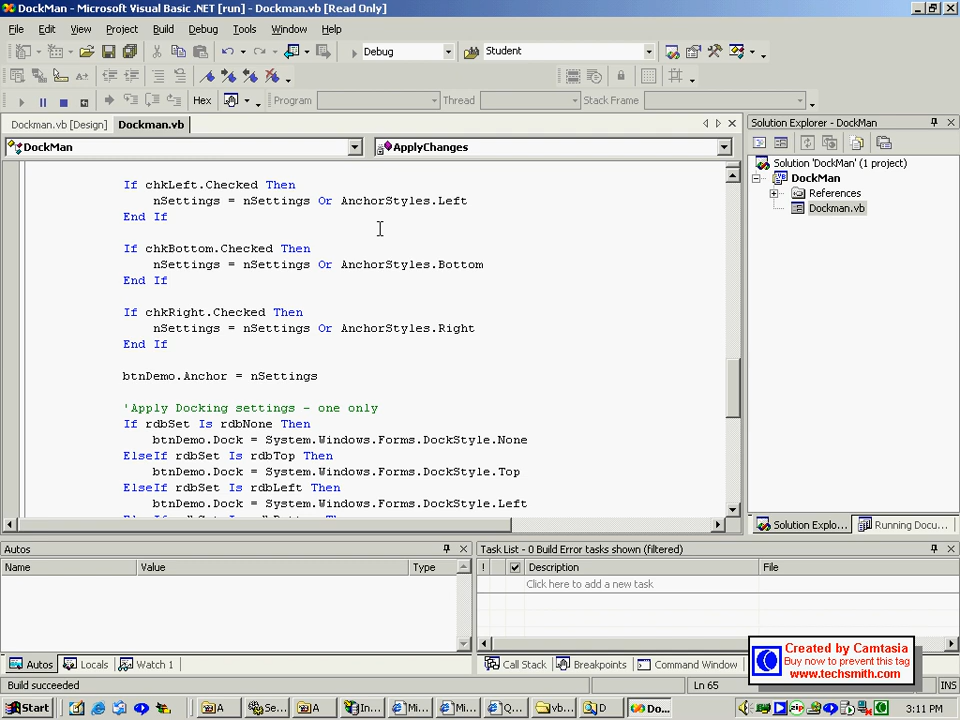 DockMan - Microsoft Visual Basic .NET [run] - Dockman.vb [Read Only]
File Edit View Project Build Debug Tools Window Help
Debug Student
Hex Program Thread Stack Frame
Dockman.vb [Design] Dockman.vb
DockMan ApplyChanges
If chkLeft.Checked Then
nSettings = nSettings Or AnchorStyles.Left
End If
If chkBottom.Checked Then
nSettings = nSettings Or AnchorStyles.Bottom
End If
If chkRight.Checked Then
nSettings = nSettings Or AnchorStyles.Right
End If
btnDemo.Anchor = nSettings
'Apply Docking settings - one only
If rdbSet Is rdbNone Then
btnDemo.Dock = System.Windows.Forms.DockStyle.None
ElseIf rdbSet Is rdbTop Then
btnDemo.Dock = System.Windows.Forms.DockStyle.Top
ElseIf rdbSet Is rdbLeft Then
btnDemo.Dock = System.Windows.Forms.DockStyle.Left
Solution Explorer - DockMan
Solution 'DockMan' (1 project)
DockMan
References
Dockman.vb
Solution Explo... Running Docu...
Autos
Name Value Type
Autos Locals Watch 1
Task List - 0 Build Error tasks shown (filtered)
! Description File
Click here to add a new task
Call Stack Breakpoints Command Window
Created by Camtasia
Buy now to prevent this tag
www.techsmith.com
Build succeeded Ln 65 INS
Start A Se... A In... Mi... Mi... Q... vb... D Do... 3:11 PM